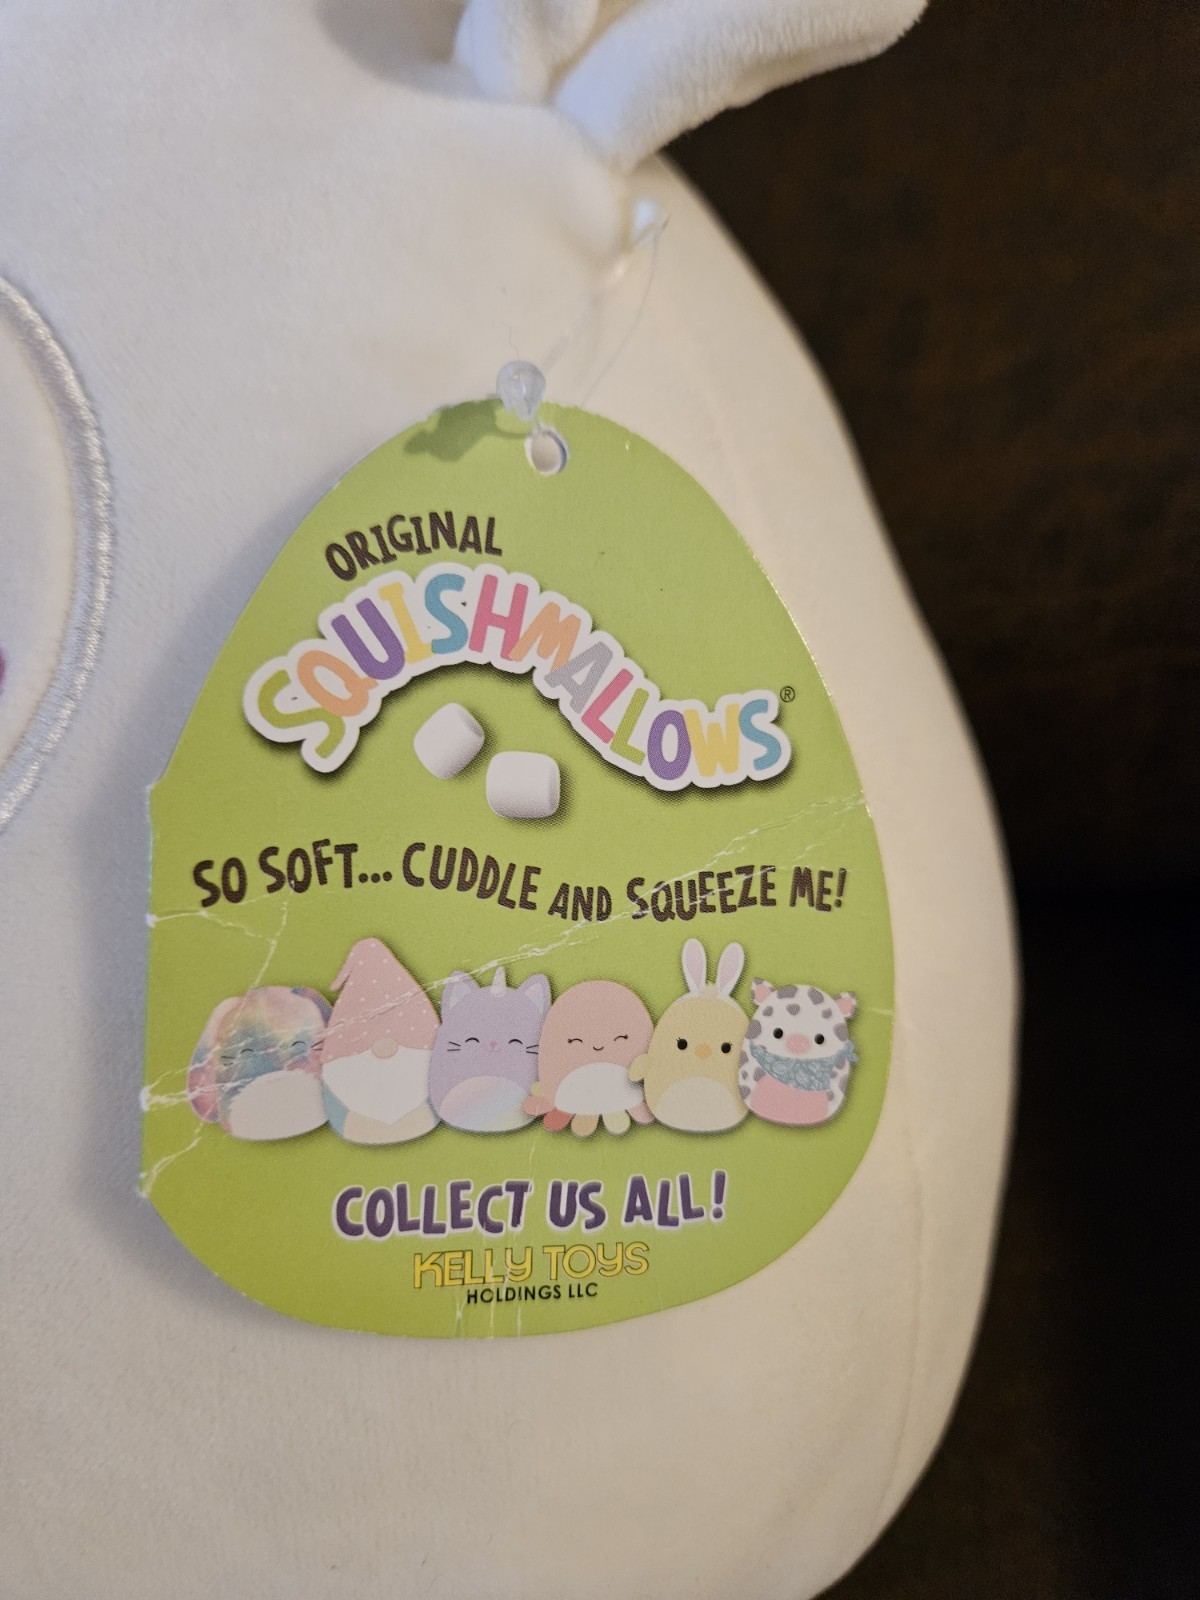 ORIGINAL
SQUISHMALLOWS®
SO SOFT... CUDDLE AND SQUEEZE ME!
COLLECT US ALL!
KELLY TOYS
HOLDINGS LLC